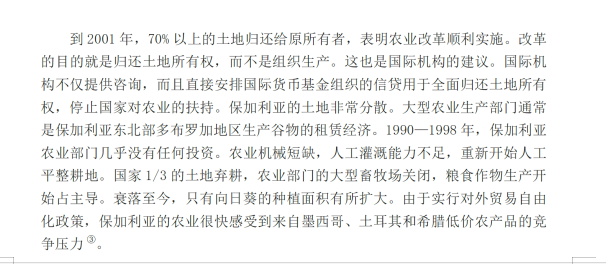 到 2001 年，70% 以上的土地归还给原所有者，表明农业改革顺利实施。改革
的目的就是归还土地所有权，而不是组织生产。这也是国际机构的建议。国际机
构不仅提供咨询，而且直接安排国际货币基金组织的信贷用于全面归还土地所有
权，停止国家对农业的扶持。保加利亚的土地非常分散。大型农业生产部门通常
是保加利亚东北部多布罗加地区生产谷物的租赁经济。1990—1998 年，保加利亚
农业部门几乎没有任何投资。农业机械短缺，人工灌溉能力不足，重新开始人工
平整耕地。国家 1/3 的土地弃耕，农业部门的大型畜牧场关闭，粮食作物生产开
始占主导。衰落至今，只有向日葵的种植面积有所扩大。由于实行对外贸易自由
化政策，保加利亚的农业很快感受到来自墨西哥、土耳其和希腊低价农产品的竞
争压力③。